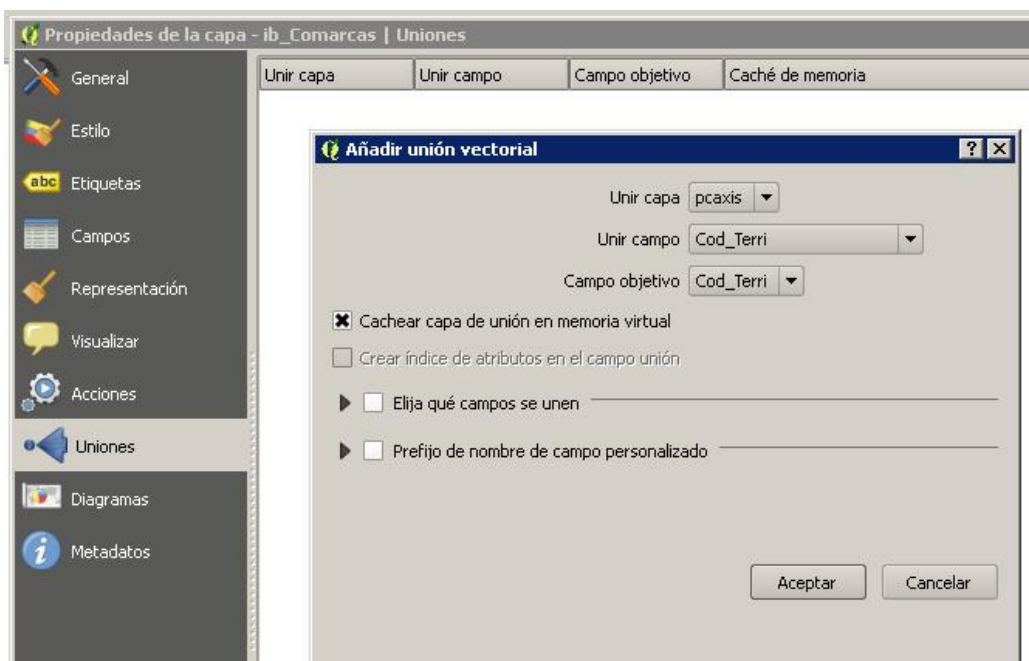 Propiedades de la capa - ib_Comarcas | Uniones
General
Estilo
abc Etiquetas
Campos
Representación
Visualizar
Acciones
Uniones
Diagramas
i Metadatos
Unir capa Unir campo Campo objetivo Caché de memoria
Añadir unión vectorial ? X
Unir capa pcaxis
Unir campo Cod_Terri
Campo objetivo Cod_Terri
Cachear capa de unión en memoria virtual
Crear índice de atributos en el campo unión
Elija qué campos se unen
Prefijo de nombre de campo personalizado
Aceptar Cancelar